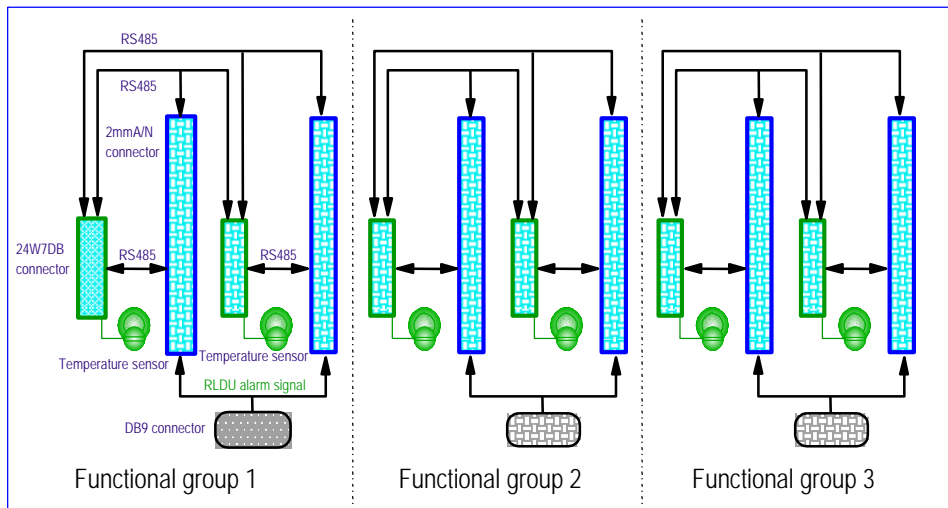 RS485
RS485
2mmA/N
connector
24W7DB
connector
RS485
RS485
Temperature sensor
Temperature sensor
RLDU alarm signal
DB9 connector
Functional group 1
Functional group 2
Functional group 3